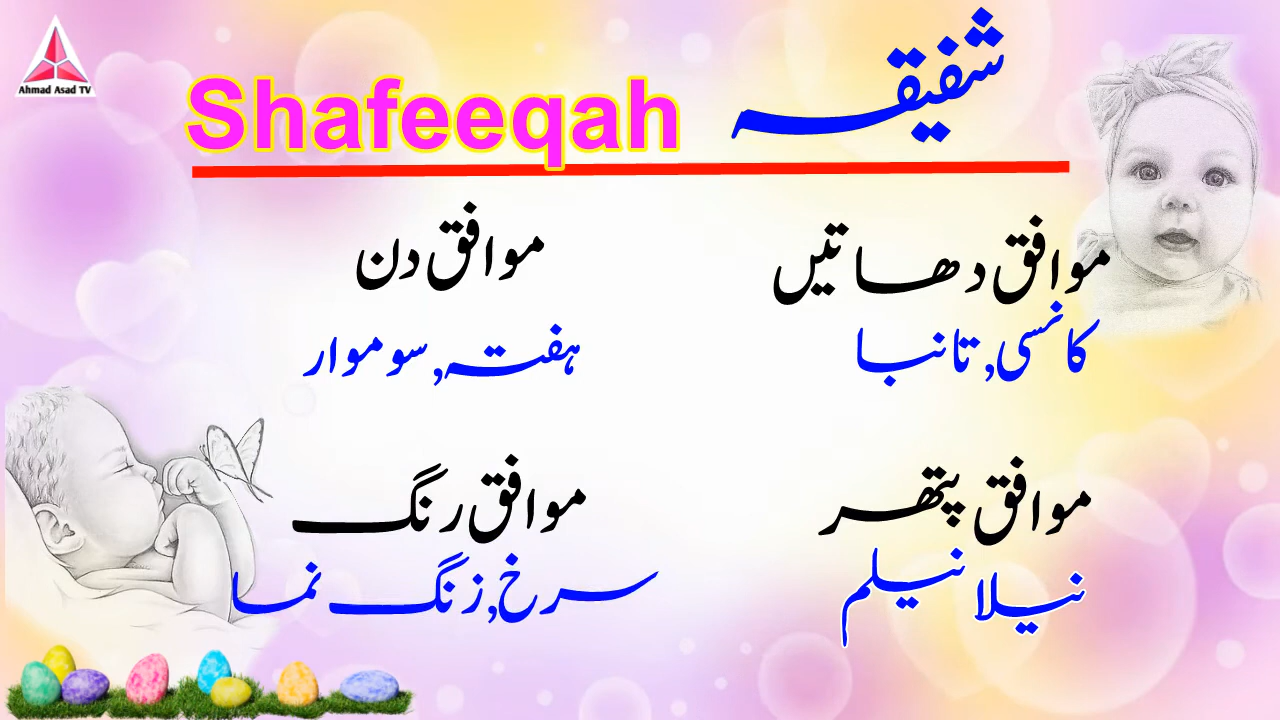 Ahmad Asad TV
Shafeeqah شفیقہ
موافق دھاتیں
کانسی, تانبا
موافق دن
ہفتہ, سوموار
موافق پتھر
نیلا نیلم
موافق رنگ
سرخ, زنگ نما